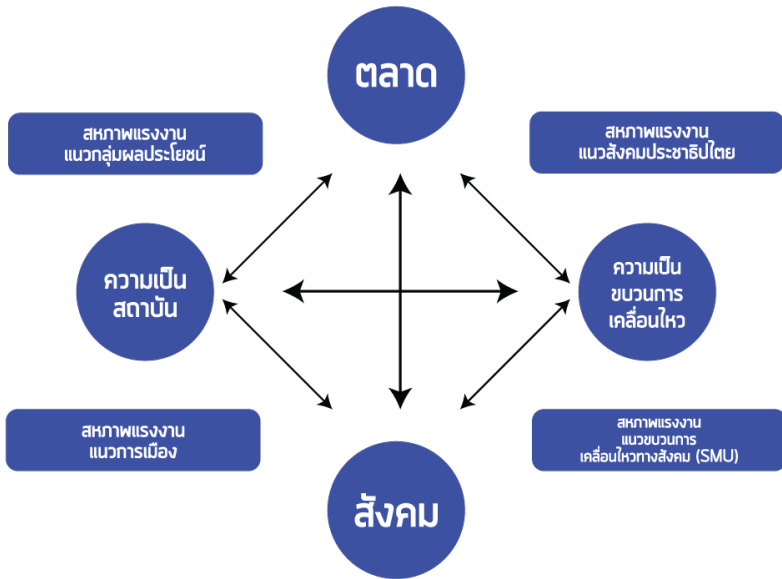 ตลาด
สหภาพแรงงาน
แนวกลุ่มผลประโยชน์
สหภาพแรงงาน
แนวสังคมประชาธิปไตย
ความเป็น
สถาบัน
ความเป็น
ขบวนการ
เคลื่อนไหว
สหภาพแรงงาน
แนวการเมือง
สหภาพแรงงาน
แนวขบวนการ
เคลื่อนไหวทางสังคม (SMU)
สังคม